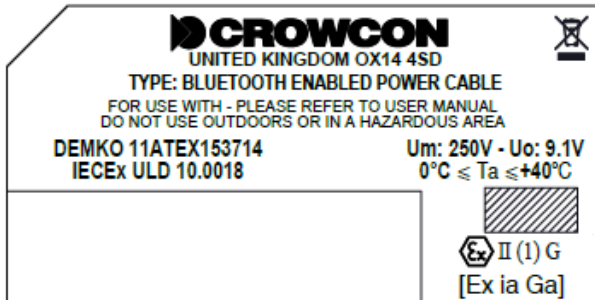 CROWCON
UNITED KINGDOM OX14 4SD
TYPE: BLUETOOTH ENABLED POWER CABLE
FOR USE WITH - PLEASE REFER TO USER MANUAL
DO NOT USE OUTDOORS OR IN A HAZARDOUS AREA
DEMKO 11ATEX153714
IECEx ULD 10.0018
Um: 250V - Uo: 9.1V
0°C ≤ Ta ≤+40°C
Ex II (1) G
[Ex ia Ga]